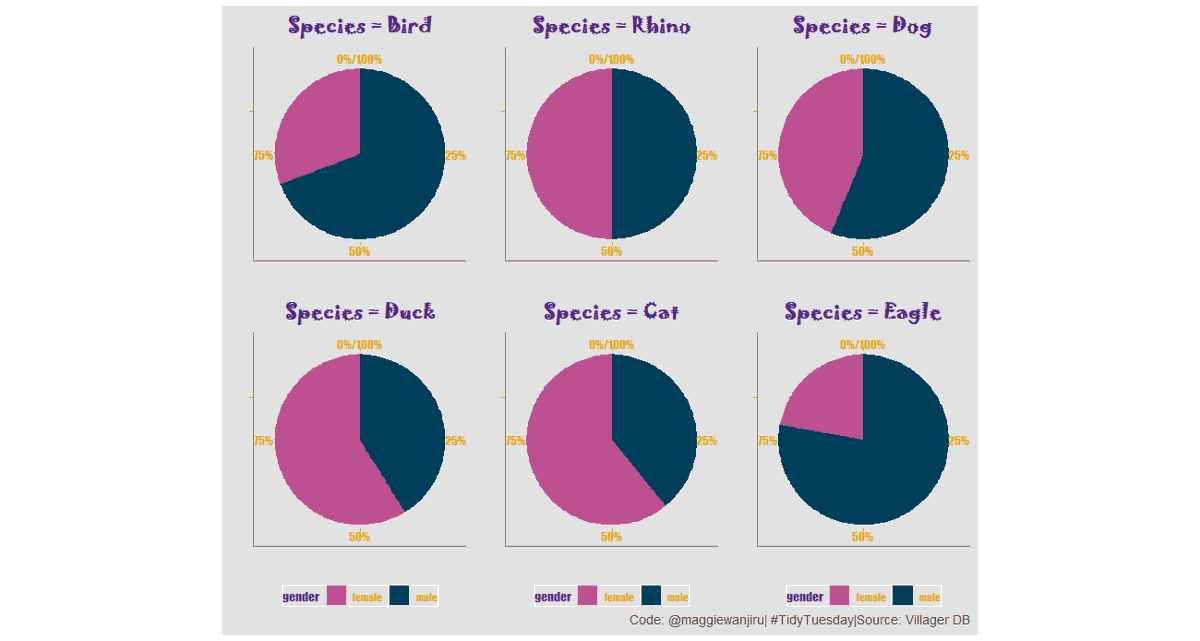 Species = Bird
Species = Rhino
Species = Dog
0%/100%
0%/100%
0%/100%
75%
25%
75%
25%
75%
25%
50%
50%
50%
Species = Duck
Species = Cat
Species = Eagle
0%/100%
0%/100%
0%/100%
75%
25%
75%
25%
75%
25%
50%
50%
50%
gender female male
gender female male
gender female male
Code: @maggiewanjiru| #TidyTuesday|Source: Villager DB